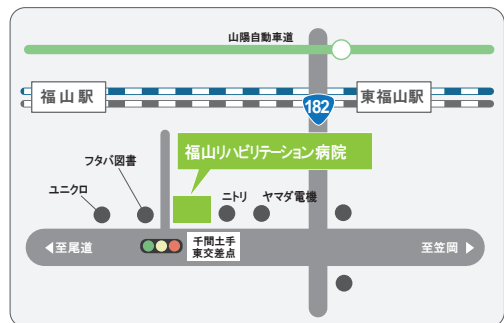 山陽自動車道
福山駅
東福山駅
182
福山リハビリテーション病院
フタバ図書
ユニクロ
ニトリ
ヤマダ電機
◀至尾道
千間土手
東交差点
至笠岡▶